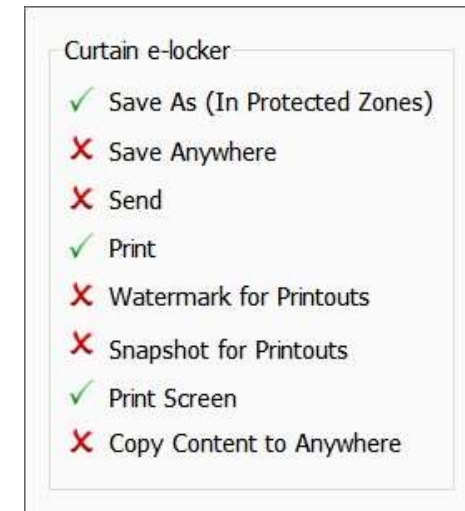 Curtain e-locker
Save As (In Protected Zones)
Save Anywhere
Send
Print
Watermark for Printouts
Snapshot for Printouts
Print Screen
Copy Content to Anywhere